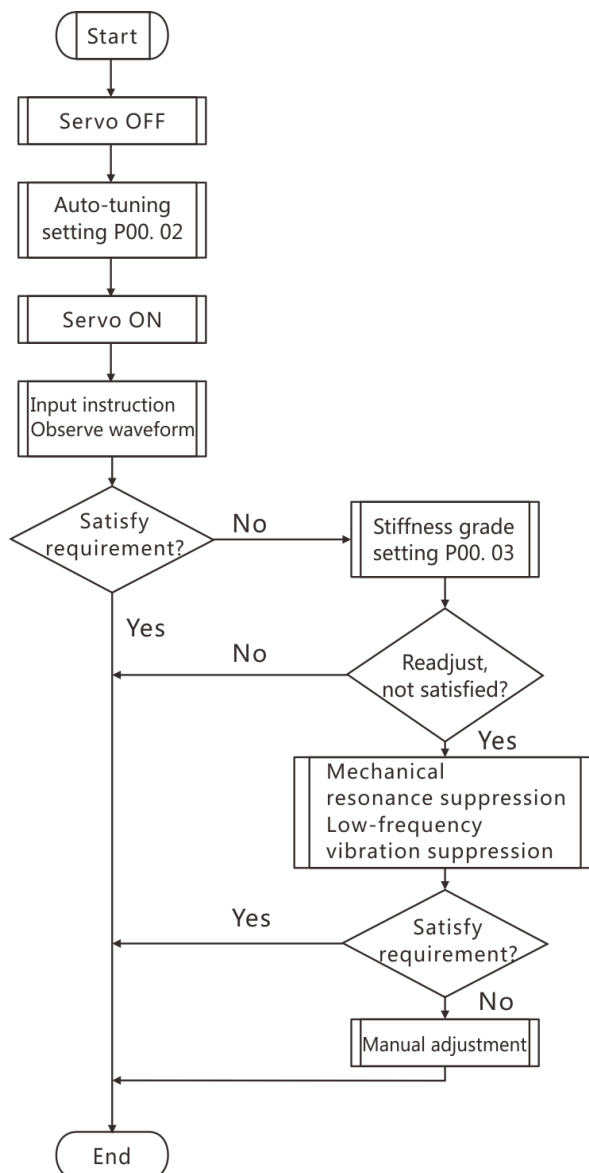 Start
Servo OFF
Auto-tuning
setting P00. 02
Servo ON
Input instruction
Observe waveform
Satisfy
requirement?
No
Stiffness grade
setting P00. 03
Yes
No
Readjust,
not satisfied?
Yes
Mechanical
resonance suppression
Low-frequency
vibration suppression
Yes
Satisfy
requirement?
No
Manual adjustment
End